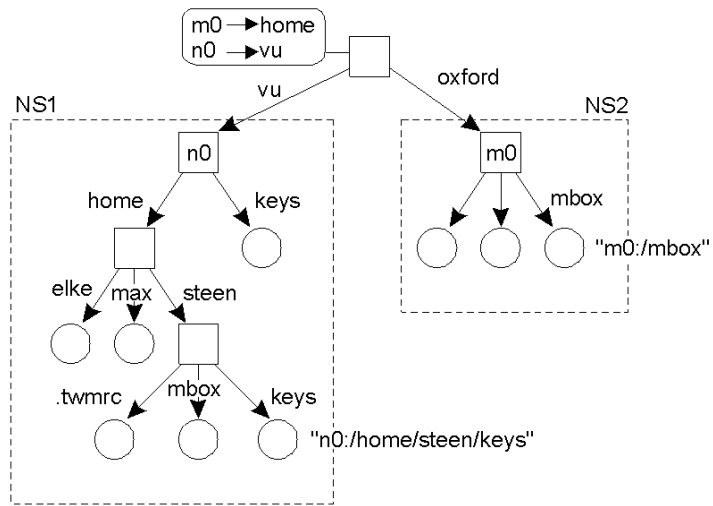 m0 → home
n0 → vu
vu
oxford
NS1
NS2
n0
m0
home
keys
mbox
"m0:/mbox"
elke
max
steen
.twmrc
mbox
keys
"n0:/home/steen/keys"